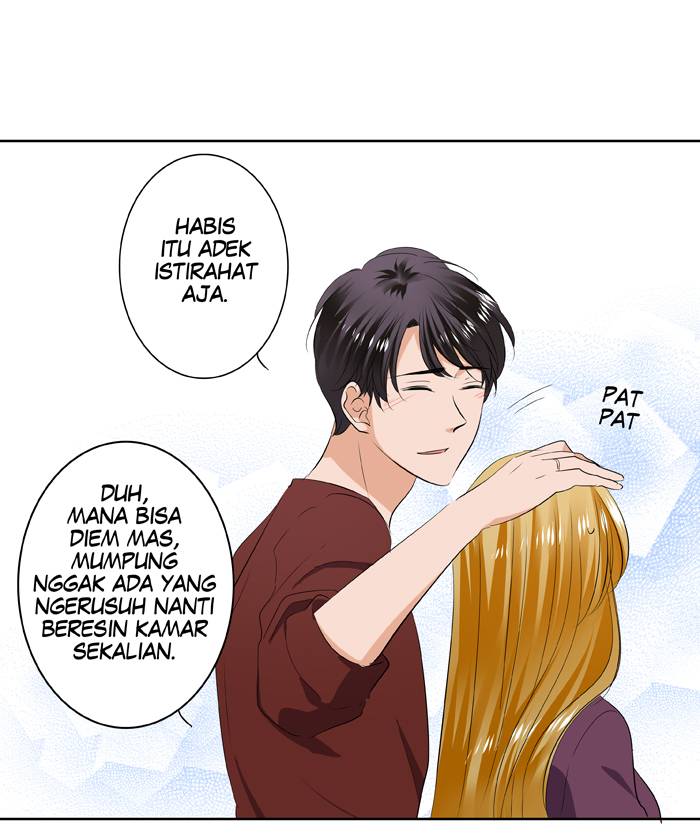 HABIS
ITU ADEK
ISTIRAHAT
AJA.
PAT
PAT
DUH,
MANA BISA
DIEM MAS,
MUMPUNG
NGGAK ADA YANG
NGERUSUH NANTI
BERESIN KAMAR
SEKALIAN.